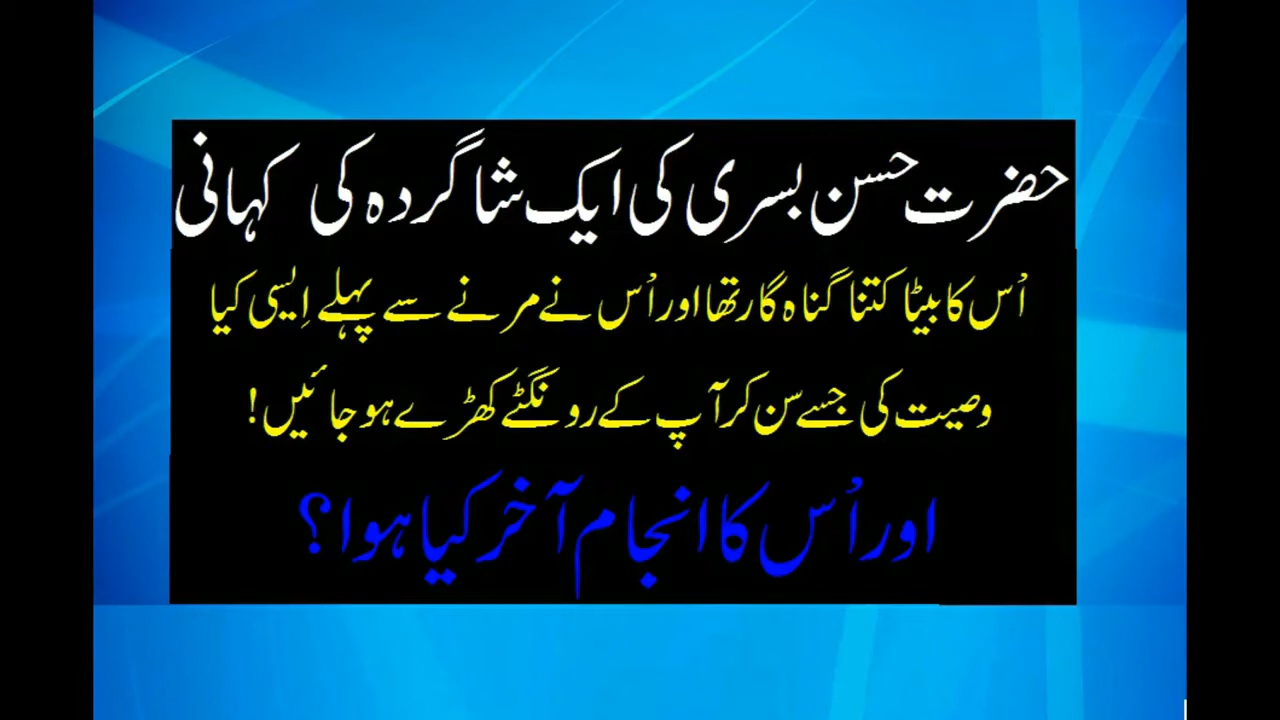 حضرت حسن بسری کی ایک شاگردہ کی کہانی
اُس کا بیٹا کتنا گناہ گار تھا اور اُس نے مرنے سے پہلے اِیسی کیا
وصیت کی جسے سن کر آپ کے رونگٹے کھڑے ہو جائیں!
اور اُس کا انجام آخر کیا ہوا؟